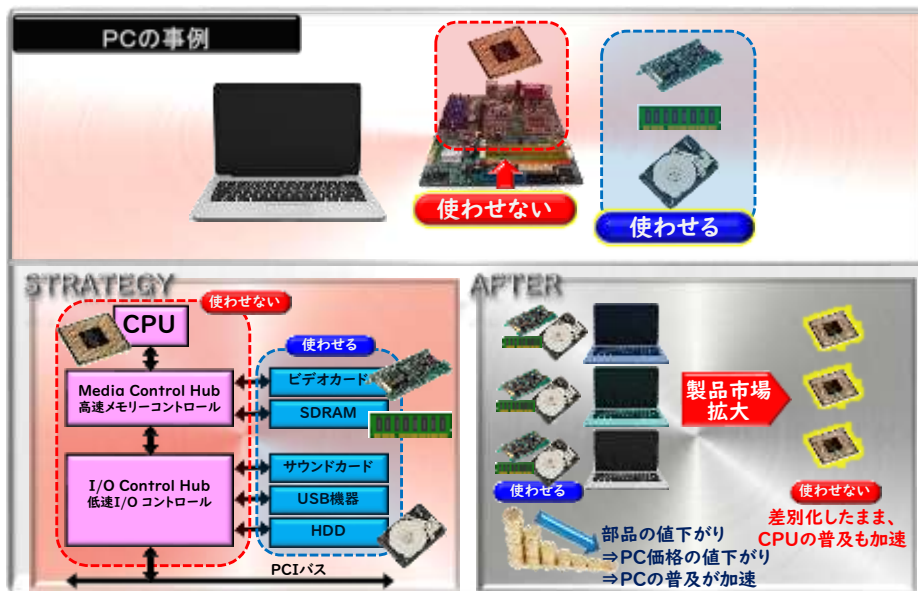 PCの事例
使わせない
使わせる
STRATEGY
使わせない
CPU
使わせる
Media Control Hub
高速メモリーコントロール
ビデオカード
SDRAM
I/O Control Hub
低速I/O コントロール
サウンドカード
USB機器
HDD
PCIバス
AFTER
製品市場
拡大
使わせる
使わせない
部品の値下がり
⇒PC価格の値下がり
⇒PCの普及が加速
差別化したまま、
CPUの普及も加速